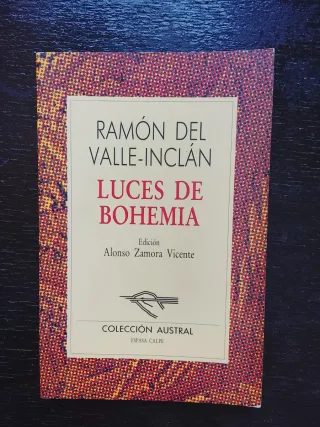 RAMÓN DEL
VALLE-INCLÁN
LUCES DE
BOHEMIA
Edición
Alonso Zamora Vicente
COLECCIÓN AUSTRAL
ESPASA CALPE